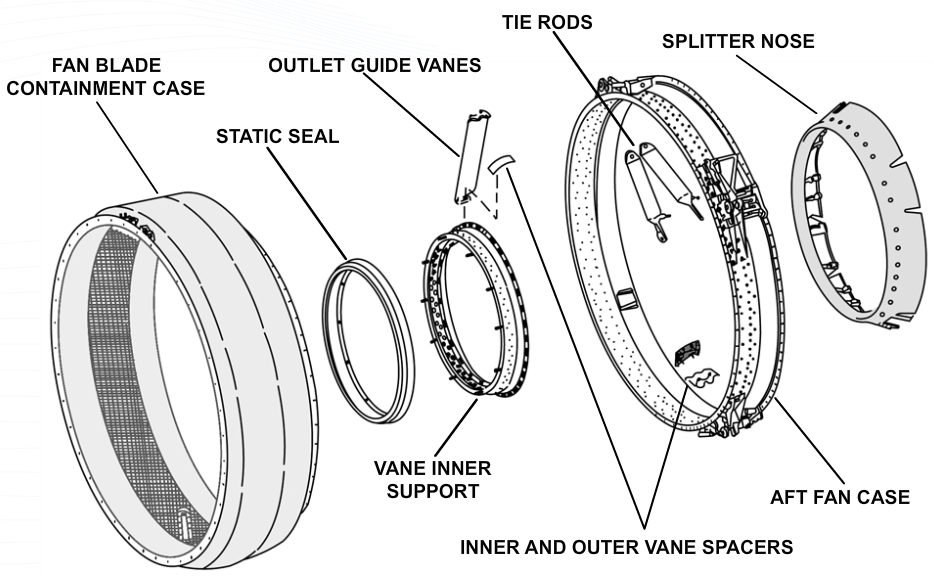 TIE RODS
SPLITTER NOSE
FAN BLADE
CONTAINMENT CASE
OUTLET GUIDE VANES
STATIC SEAL
VANE INNER
SUPPORT
AFT FAN CASE
INNER AND OUTER VANE SPACERS